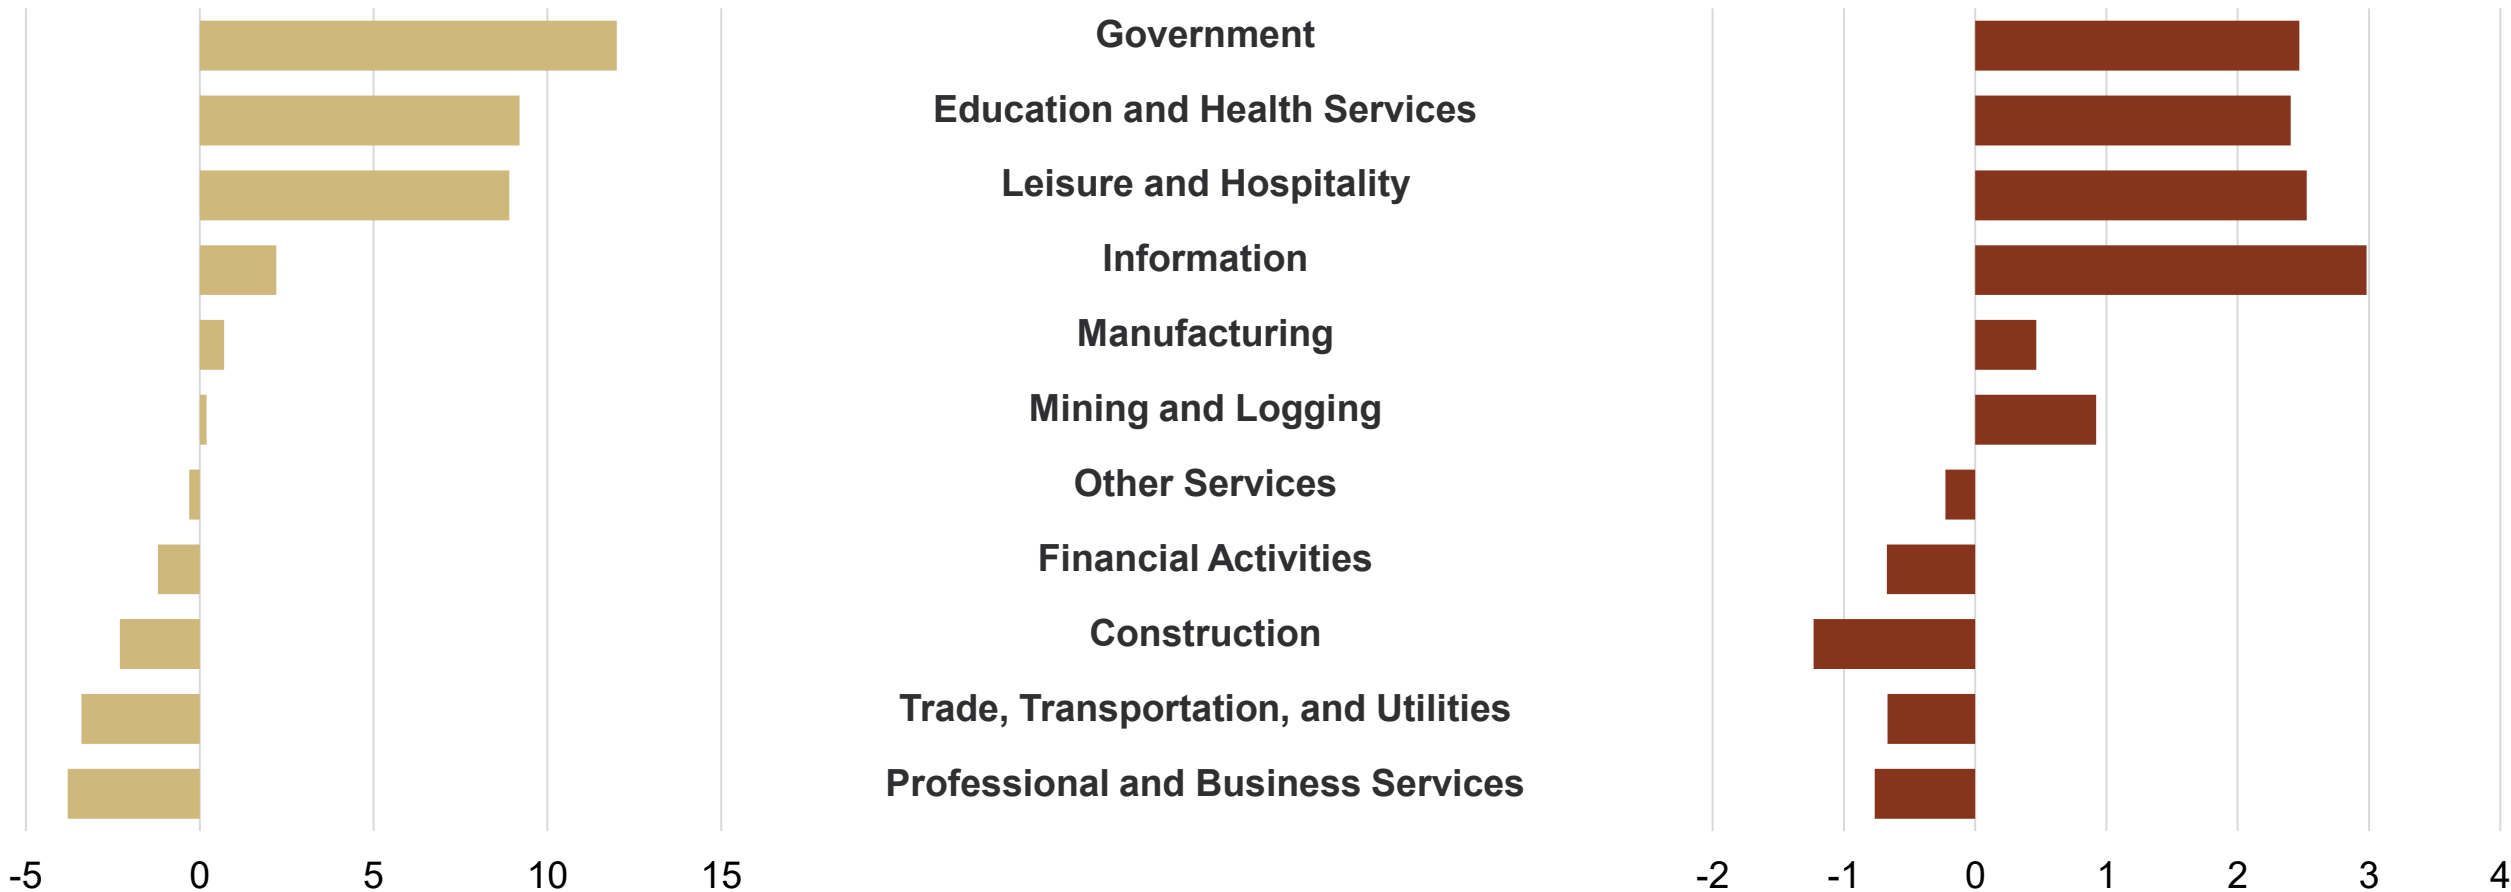 Government
Education and Health Services
Leisure and Hospitality
Information
Manufacturing
Mining and Logging
Other Services
Financial Activities
Construction
Trade, Transportation, and Utilities
Professional and Business Services
-5 0 5 10 15
-2 -1 0 1 2 3 4